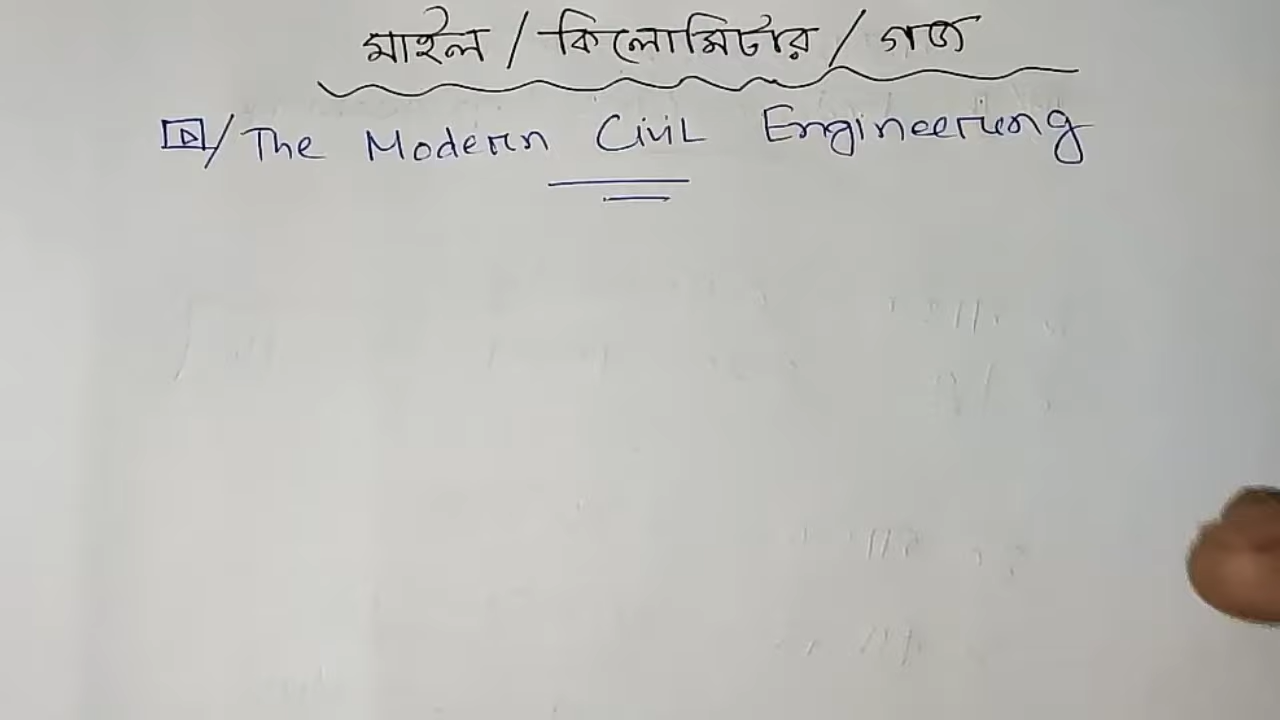 মাইল / কিলোমিটার / গজ
/ The Modern Civil Engineering